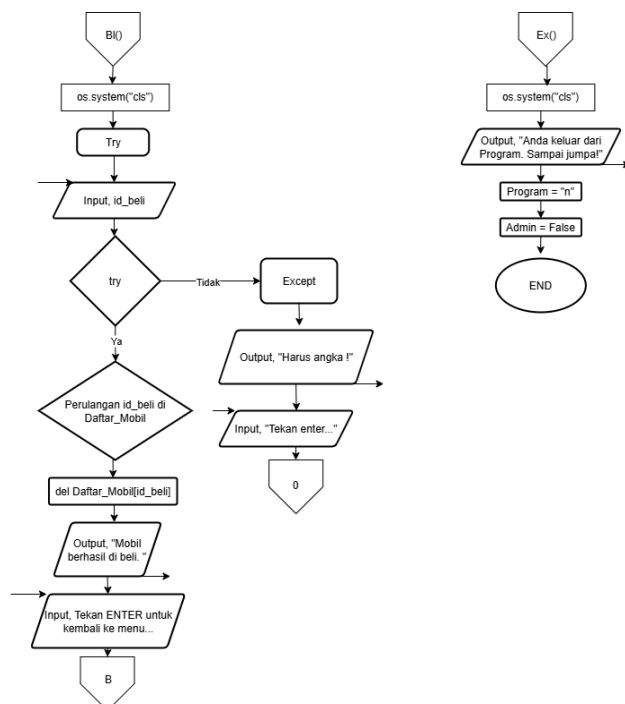 Bl()
os.system("cls")
Try
Input, id_beli
try
Tidak
Except
Ya
Output, "Harus angka !"
Perulangan id_beli di
Daftar_Mobil
Input, "Tekan enter..."
0
del Daftar_Mobil[id_beli]
Output, "Mobil
berhasil di beli. "
Input, Tekan ENTER untuk
kembali ke menu...
B
Ex()
os.system("cls")
Output, "Anda keluar dari
Program. Sampai jumpa!"
Program = "n"
Admin = False
END